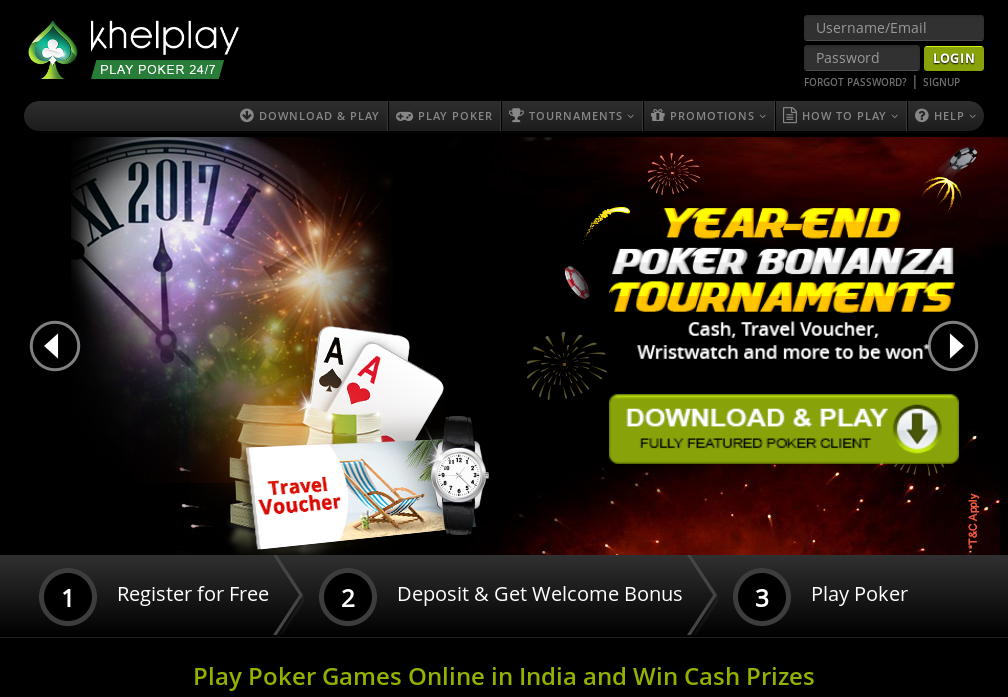 khelplay
PLAY POKER 24/7
Username/Email
Password
LOGIN
FORGOT PASSWORD? | SIGNUP
DOWNLOAD & PLAY
PLAY POKER
TOURNAMENTS
PROMOTIONS
HOW TO PLAY
HELP
XI 2017 I
YEAR-END
POKER BONANZA
TOURNAMENTS
Cash, Travel Voucher,
Wristwatch and more to be won*
A
A
DOWNLOAD & PLAY
FULLY FEATURED POKER CLIENT
Travel
Voucher
*T&C Apply
1 Register for Free
2 Deposit & Get Welcome Bonus
3 Play Poker
Play Poker Games Online in India and Win Cash Prizes